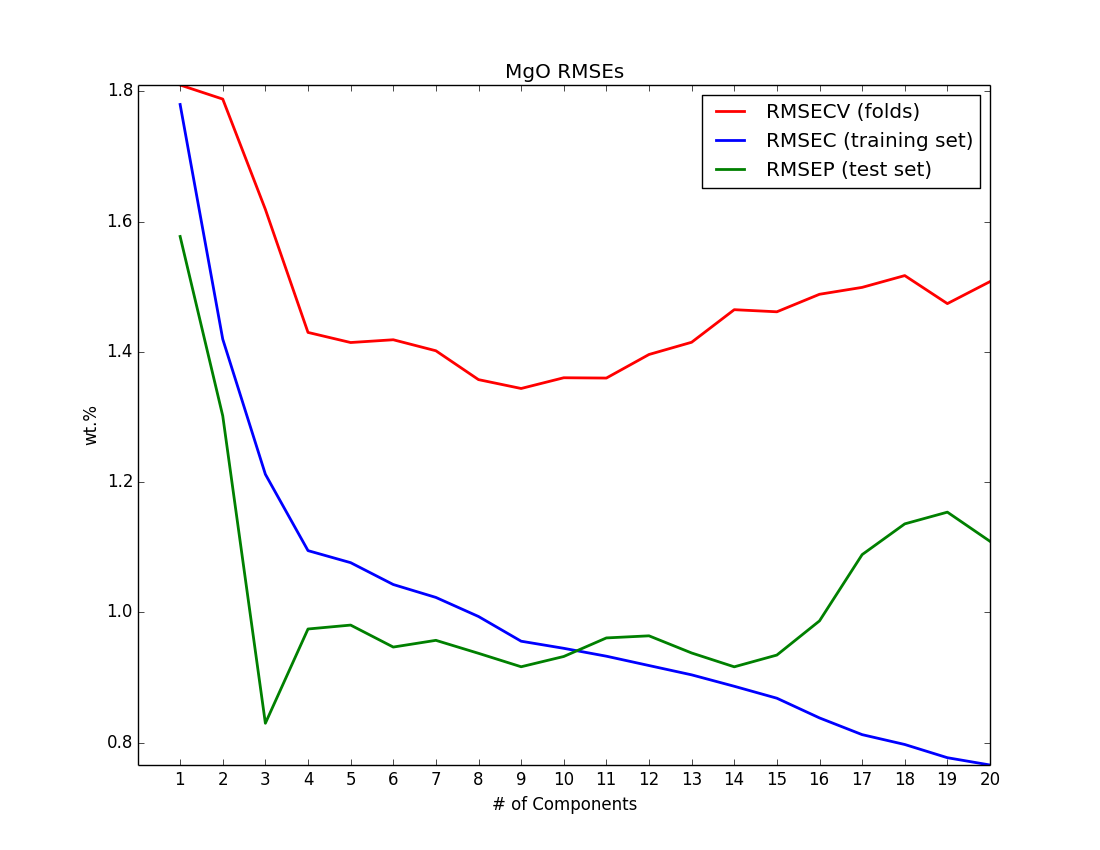 MgO RMSEs
RMSECV (folds)
RMSEC (training set)
RMSEP (test set)
1.8
1.6
1.4
1.2
1.0
0.8
wt.%
1 2 3 4 5 6 7 8 9 10 11 12 13 14 15 16 17 18 19 20
# of Components